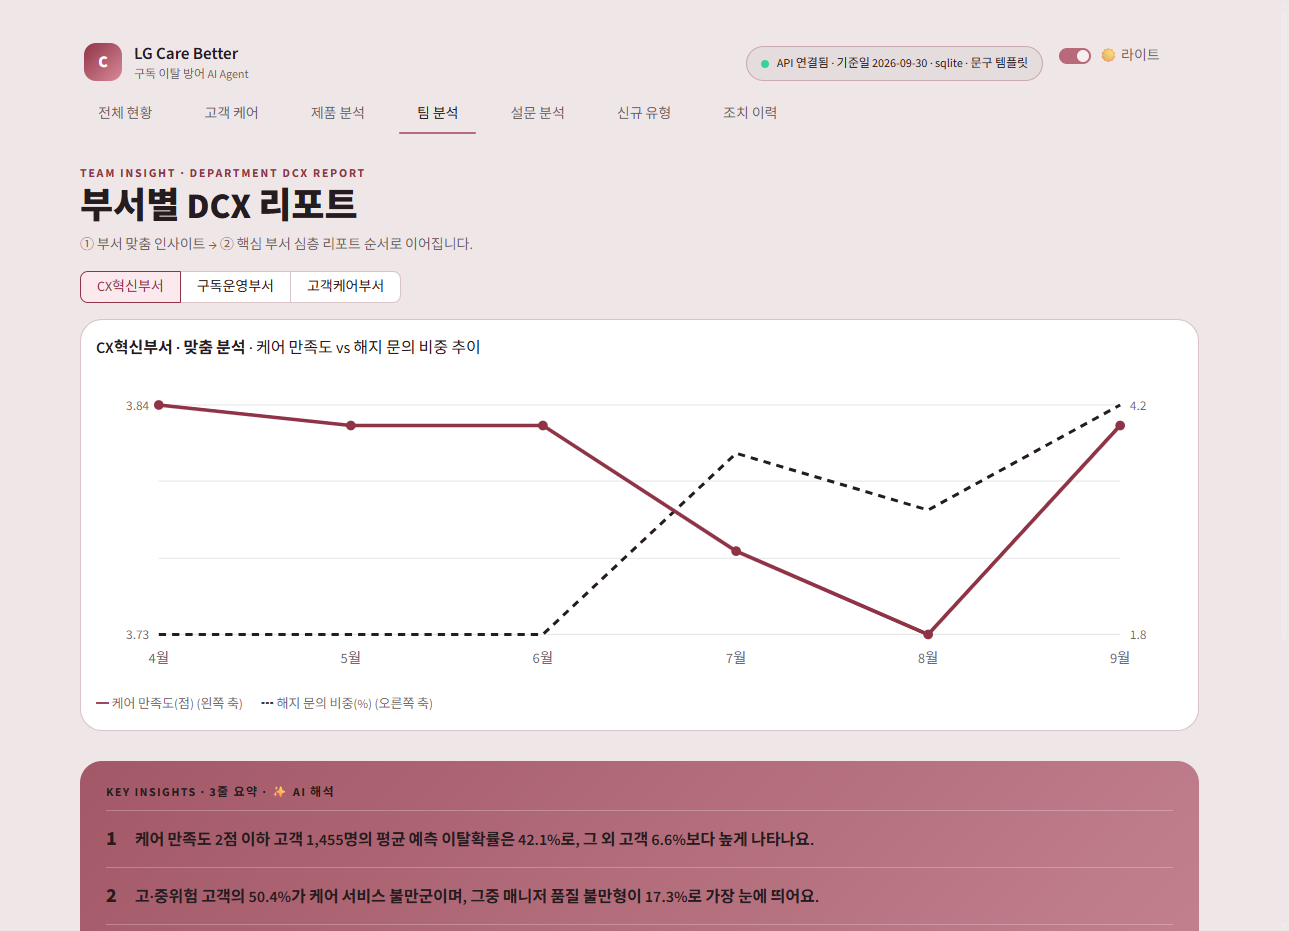 C
LG Care Better
구독 이탈 방어 AI Agent
API 연결됨 · 기준일 2026-09-30 · sqlite · 문구 템플릿
라이트
전체 현황 고객 케어 제품 분석 팀 분석 설문 분석 신규 유형 조치 이력
TEAM INSIGHT · DEPARTMENT DCX REPORT
부서별 DCX 리포트
① 부서 맞춤 인사이트 → ② 핵심 부서 심층 리포트 순서로 이어집니다.
CX혁신부서 구독운영부서 고객케어부서
CX혁신부서 · 맞춤 분석 · 케어 만족도 vs 해지 문의 비중 추이
3.84 4.2
3.73 1.8
4월 5월 6월 7월 8월 9월
케어 만족도(점) (왼쪽 축) 해지 문의 비중(%) (오른쪽 축)
KEY INSIGHTS · 3줄 요약 · ✨ AI 해석
1 케어 만족도 2점 이하 고객 1,455명의 평균 예측 이탈확률은 42.1%로, 그 외 고객 6.6%보다 높게 나타나요.
2 고·중위험 고객의 50.4%가 케어 서비스 불만군이며, 그중 매니저 품질 불만형이 17.3%로 가장 눈에 띄어요.